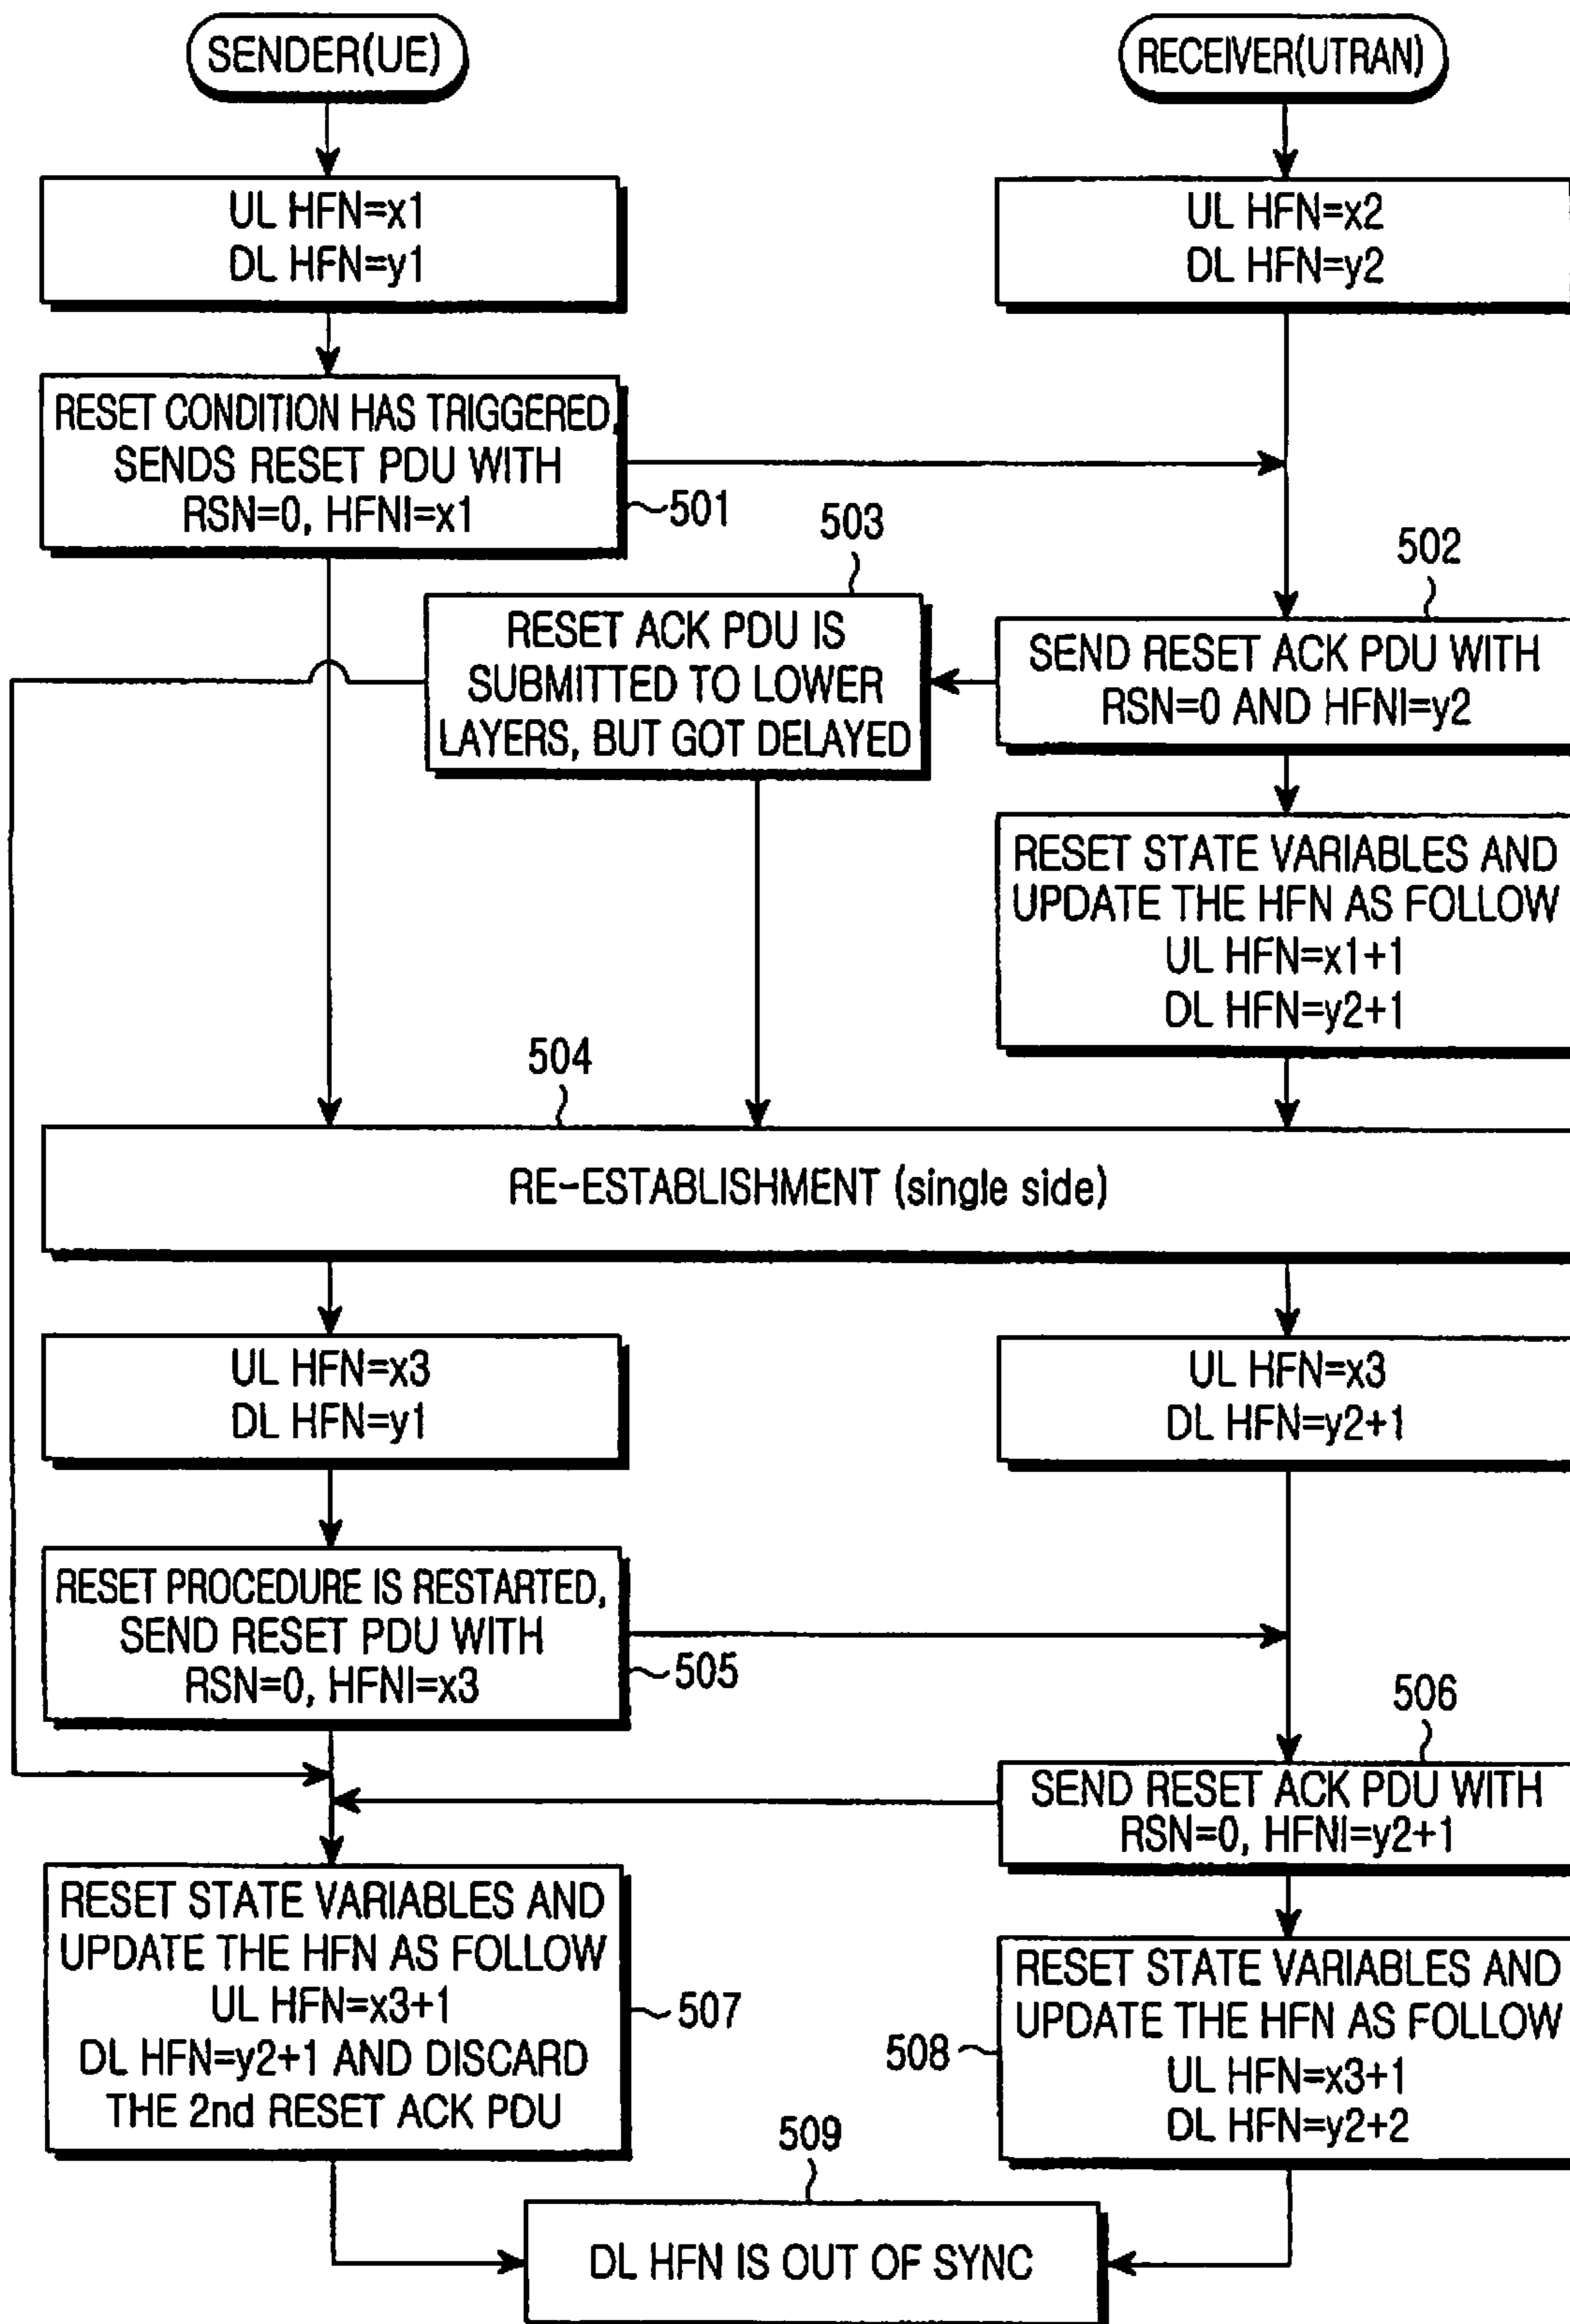 SENDER(UE)
RECEIVER(UTRAN)
UL HFN=x1
DL HFN=y1
UL HFN=x2
DL HFN=y2
RESET CONDITION HAS TRIGGERED
SENDS RESET PDU WITH
RSN=0, HFNI=x1
501
503
502
RESET ACK PDU IS
SUBMITTED TO LOWER
LAYERS, BUT GOT DELAYED
SEND RESET ACK PDU WITH
RSN=0 AND HFNI=y2
RESET STATE VARIABLES AND
UPDATE THE HFN AS FOLLOW
UL HFN=x1+1
DL HFN=y2+1
504
RE-ESTABLISHMENT (single side)
UL HFN=x3
DL HFN=y1
UL HFN=x3
DL HFN=y2+1
RESET PROCEDURE IS RESTARTED,
SEND RESET PDU WITH
RSN=0, HFNI=x3
505
506
SEND RESET ACK PDU WITH
RSN=0, HFNI=y2+1
RESET STATE VARIABLES AND
UPDATE THE HFN AS FOLLOW
UL HFN=x3+1
DL HFN=y2+1 AND DISCARD
THE 2nd RESET ACK PDU
507
508
RESET STATE VARIABLES AND
UPDATE THE HFN AS FOLLOW
UL HFN=x3+1
DL HFN=y2+2
509
DL HFN IS OUT OF SYNC